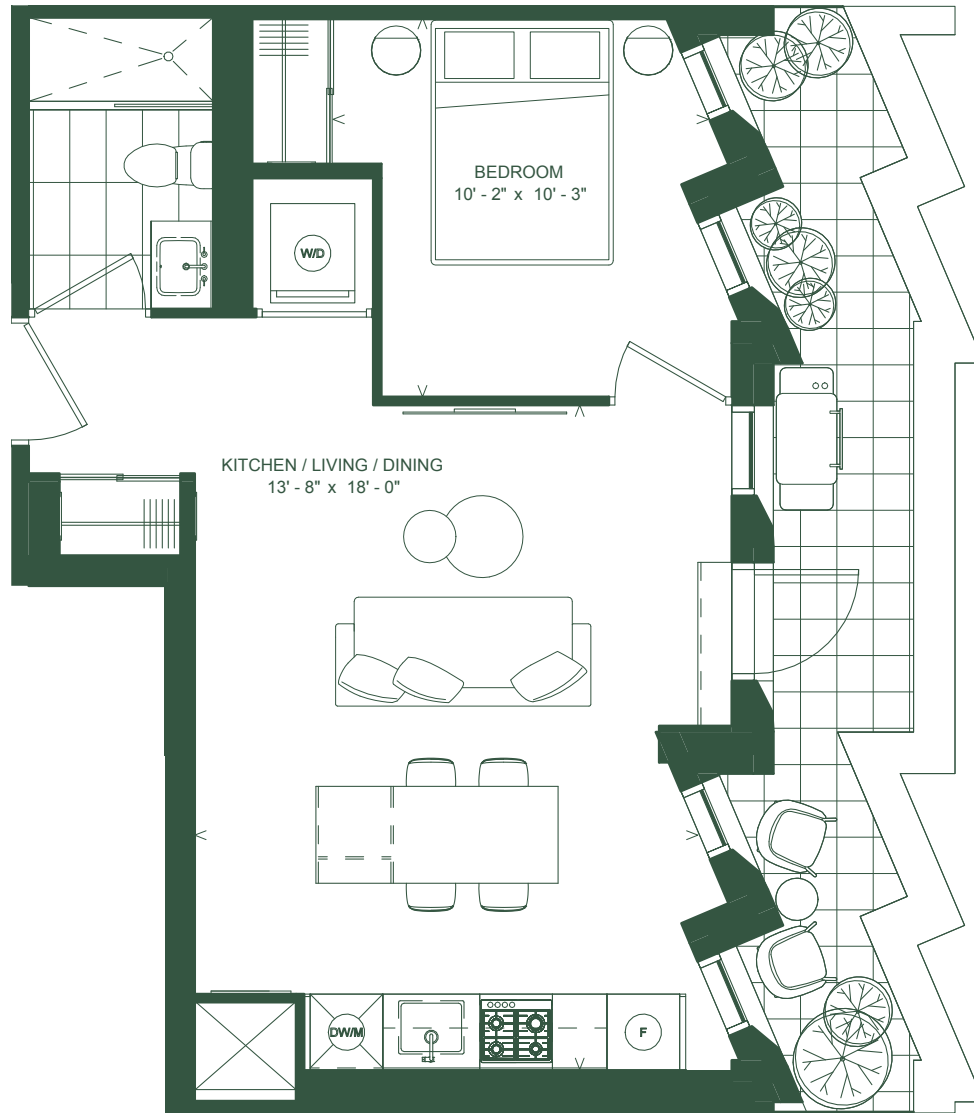 BEDROOM
10' - 2" x 10' - 3"
W/D
KITCHEN / LIVING / DINING
13' - 8" x 18' - 0"
DW/M
F